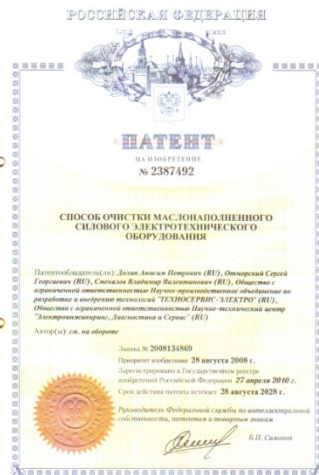 РОССИЙСКАЯ ФЕДЕРАЦИЯ
ПАТЕНТ
НА ИЗОБРЕТЕНИЕ
№ 2387492
СПОСОБ ОЧИСТКИ МАСЛОНАПОЛНЕННОГО
СИЛОВОГО ЭЛЕКТРОТЕХНИЧЕСКОГО
ОБОРУДОВАНИЯ
Патентообладатель(ли): Долин Анисим Петрович (RU), Отморский Сергей
Георгиевич (RU), Смекалов Владимир Валентинович (RU), Общество с
ограниченной ответственностью Научно-производственное объединение по
разработке и внедрению технологий "ТЕХНОСЕРВИС-ЭЛЕКТРО" (RU),
Общество с ограниченной ответственностью Научно-технический центр
"Электроинжиниринг, Диагностика и Сервис" (RU)
Автор(ы): см. на обороте
Заявка № 2008134869
Приоритет изобретения 28 августа 2008 г.
Зарегистрировано в Государственном реестре
изобретений Российской Федерации 27 апреля 2010 г.
Срок действия патента истекает 28 августа 2028 г.
Руководитель Федеральной службы по интеллектуальной
собственности, патентам и товарным знакам
Б.П. Симонов